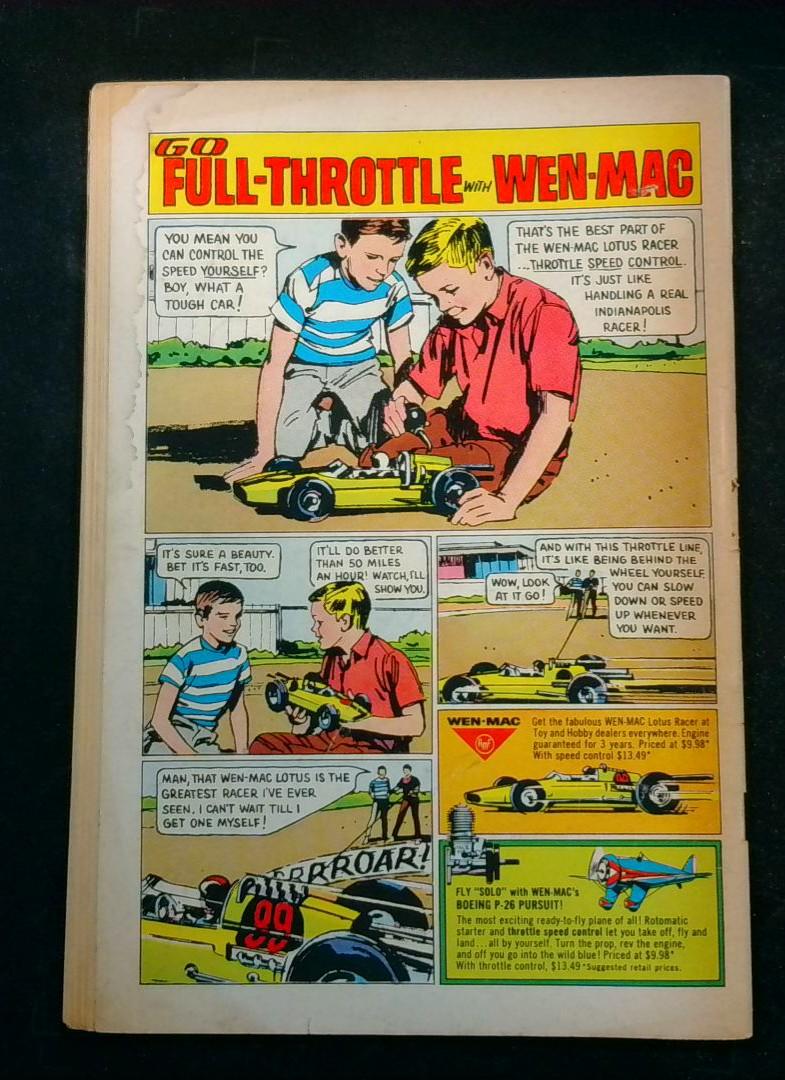 GO
FULL-THROTTLE WITH WEN-MAC
YOU MEAN YOU
CAN CONTROL THE
SPEED YOURSELF?
BOY, WHAT A
TOUGH CAR!
THAT'S THE BEST PART OF
THE WEN-MAC LOTUS RACER
...THROTTLE SPEED CONTROL.
IT'S JUST LIKE
HANDLING A REAL
INDIANAPOLIS
RACER!
IT'S SURE A BEAUTY.
BET IT'S FAST, TOO.
IT'LL DO BETTER
THAN 50 MILES
AN HOUR! WATCH, I'LL
SHOW YOU.
WOW, LOOK
AT IT GO!
AND WITH THIS THROTTLE LINE,
IT'S LIKE BEING BEHIND THE
WHEEL YOURSELF.
YOU CAN SLOW
DOWN OR SPEED
UP WHENEVER
YOU WANT.
MAN, THAT WEN-MAC LOTUS IS THE
GREATEST RACER I'VE EVER
SEEN. I CAN'T WAIT TILL I
GET ONE MYSELF!
RRRROAR!
99
WEN-MAC
AMF
Get the fabulous WEN-MAC Lotus Racer at
Toy and Hobby dealers everywhere. Engine
guaranteed for 3 years. Priced at $9.98*
With speed control $13.49*
FLY "SOLO" with WEN-MAC's
BOEING P-26 PURSUIT!
The most exciting ready-to-fly plane of all! Rotomatic
starter and throttle speed control let you take off, fly and
land...all by yourself. Turn the prop, rev the engine,
and off you go into the wild blue! Priced at $9.98*
With throttle control, $13.49 *Suggested retail prices.